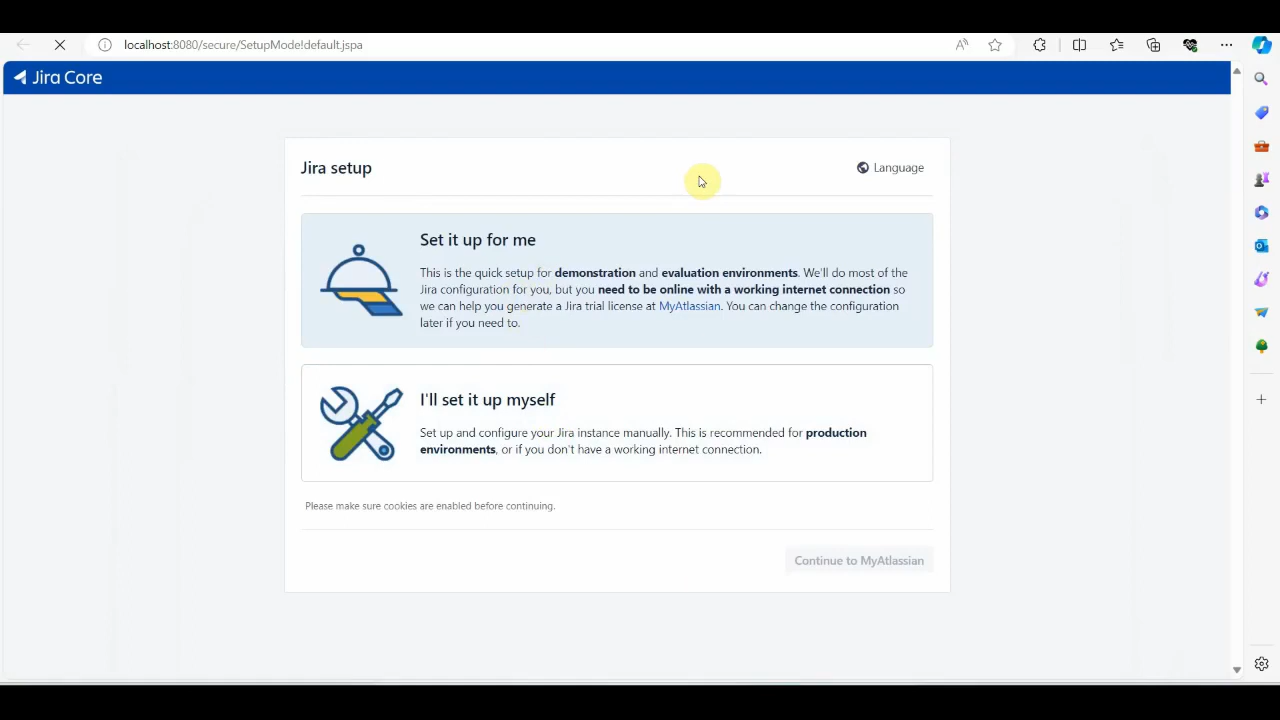 localhost:8080/secure/SetupMode!default.jspa
Jira Core
Jira setup
Language
Set it up for me
This is the quick setup for demonstration and evaluation environments. We'll do most of the
Jira configuration for you, but you need to be online with a working internet connection so
we can help you generate a Jira trial license at MyAtlassian. You can change the configuration
later if you need to.
I'll set it up myself
Set up and configure your Jira instance manually. This is recommended for production
environments, or if you don't have a working internet connection.
Please make sure cookies are enabled before continuing.
Continue to MyAtlassian